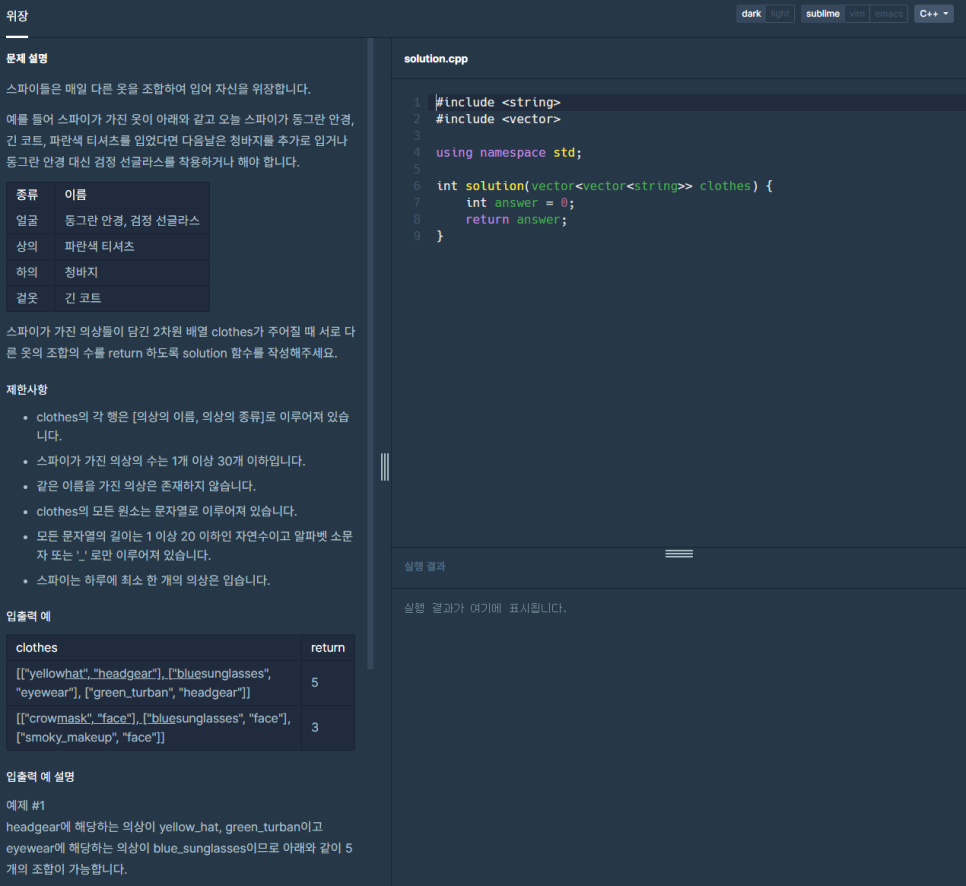 위장
dark light
sublime vim emacs
C++
문제 설명
스파이들은 매일 다른 옷을 조합하여 입어 자신을 위장합니다.
예를 들어 스파이가 가진 옷이 아래와 같고 오늘 스파이가 동그란 안경,
긴 코트, 파란색 티셔츠를 입었다면 다음날은 청바지를 추가로 입거나
동그란 안경 대신 검정 선글라스를 착용하거나 해야 합니다.
종류 이름
얼굴 동그란 안경, 검정 선글라스
상의 파란색 티셔츠
하의 청바지
겉옷 긴 코트
스파이가 가진 의상들이 담긴 2차원 배열 clothes가 주어질 때 서로 다
른 옷의 조합의 수를 return 하도록 solution 함수를 작성해주세요.
제한사항
• clothes의 각 행은 [의상의 이름, 의상의 종류]로 이루어져 있습
니다.
• 스파이가 가진 의상의 수는 1개 이상 30개 이하입니다.
• 같은 이름을 가진 의상은 존재하지 않습니다.
• clothes의 모든 원소는 문자열로 이루어져 있습니다.
• 모든 문자열의 길이는 1 이상 20 이하인 자연수이고 알파벳 소문
자 또는 '_' 로만 이루어져 있습니다.
• 스파이는 하루에 최소 한 개의 의상은 입습니다.
입출력 예
clothes return
[["yellowhat", "headgear"], ["bluesunglasses",
"eyewear"], ["green_turban", "headgear"]]
5
[["crowmask", "face"], ["bluesunglasses", "face"],
["smoky_makeup", "face"]]
3
입출력 예 설명
예제 #1
headgear에 해당하는 의상이 yellow_hat, green_turban이고
eyewear에 해당하는 의상이 blue_sunglasses이므로 아래와 같이 5
개의 조합이 가능합니다.
solution.cpp
1 #include <string>
2 #include <vector>
3
4 using namespace std;
5
6 int solution(vector<vector<string>> clothes) {
7 int answer = 0;
8 return answer;
9 }
실행 결과
실행 결과가 여기에 표시됩니다.